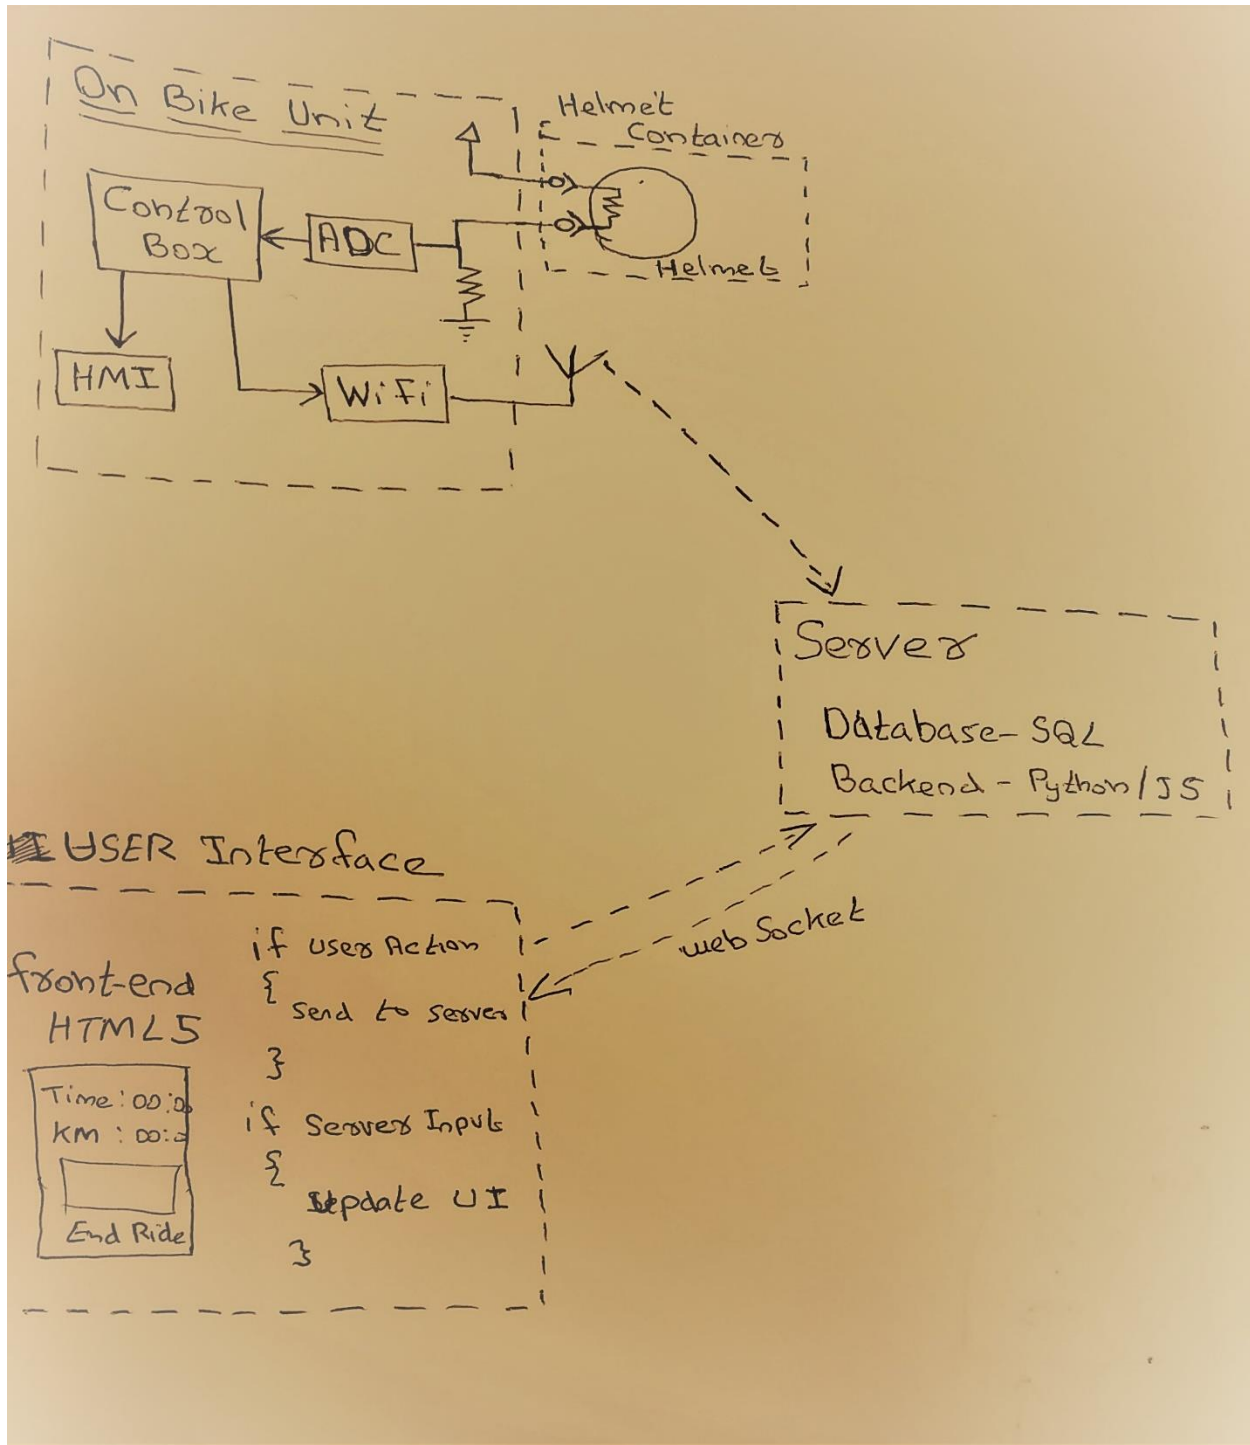 On Bike Unit
Helmet
Container
Control
Box
ADC
Helmet
HMI
WiFi
Server
Database- SQL
Backend - Python/JS
USER Interface
if User Action
{
send to server
}
front-end
HTML5
Time: 00:0
KM : 00:0
End Ride
if Server Inputs
{
update UI
}
web Socket